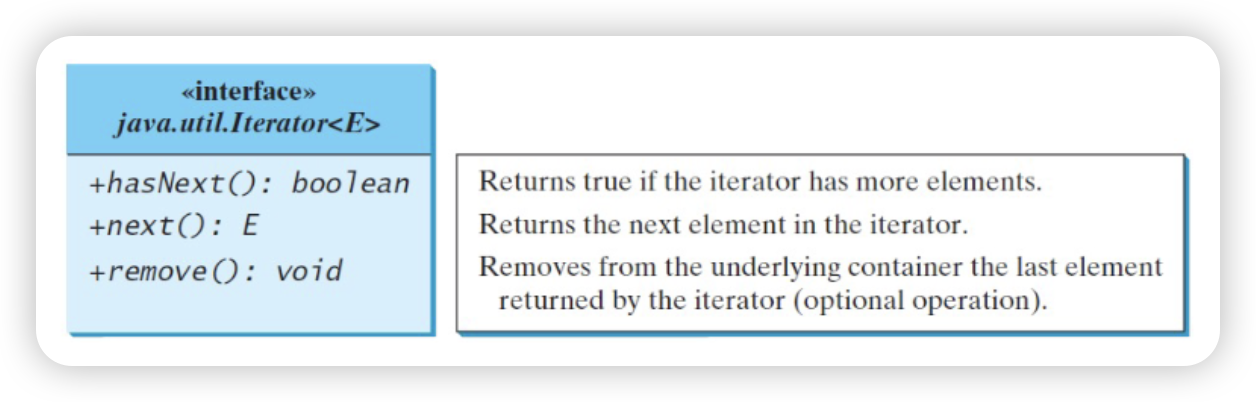 «interface»
java.util.Iterator<E>
+hasNext(): boolean
+next(): E
+remove(): void
Returns true if the iterator has more elements.
Returns the next element in the iterator.
Removes from the underlying container the last element
returned by the iterator (optional operation).